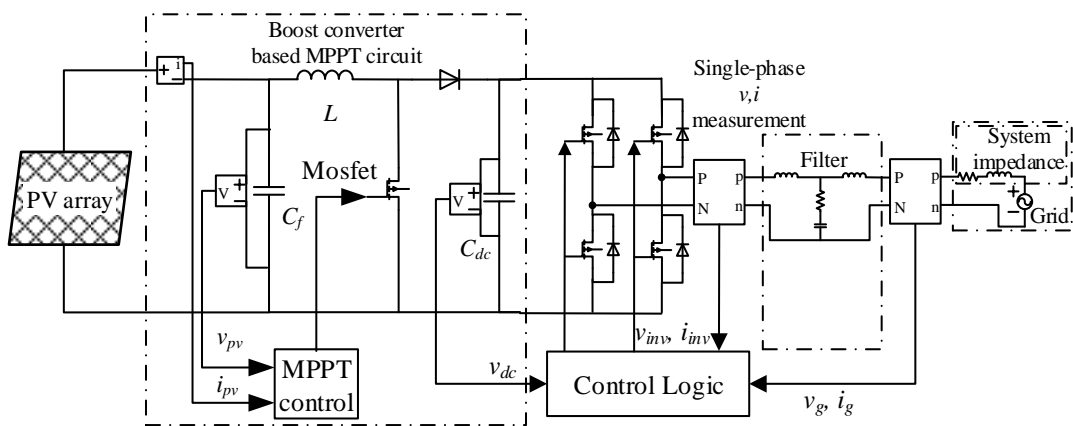 Boost converter
based MPPT circuit
+
−
i
L
Mosfet
PV array
V
+
−
C_f
V
+
−
C_dc
Single-phase
v,i
measurement
P
N
p
n
Filter
P
N
p
n
System
impedance
i
+
−
Grid
v_pv
i_pv
MPPT
control
v_dc
v_inv, i_inv
Control Logic
v_g, i_g